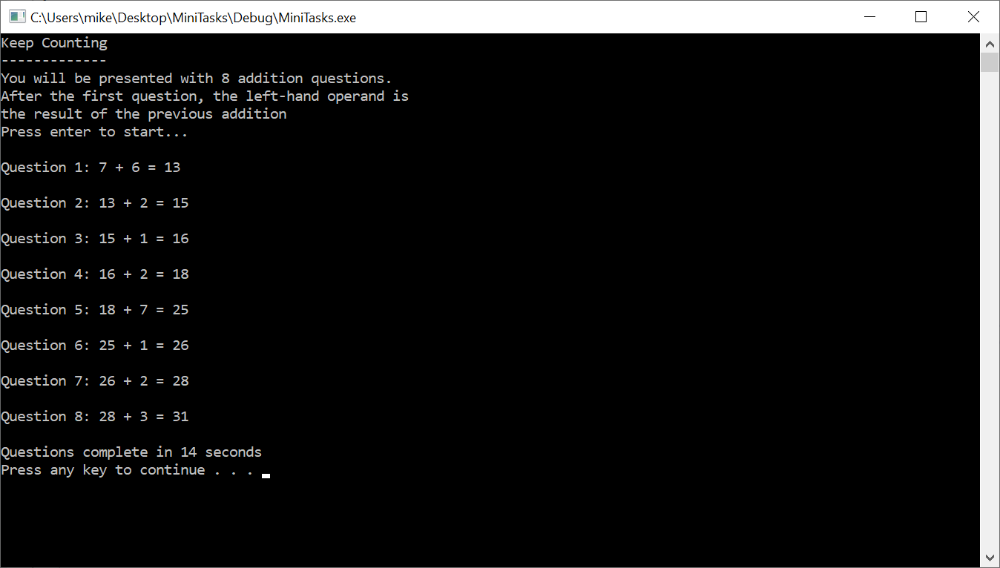 C:\Users\mike\Desktop\MiniTasks\Debug\MiniTasks.exe
Keep Counting
-------------
You will be presented with 8 addition questions.
After the first question, the left-hand operand is
the result of the previous addition
Press enter to start...
Question 1: 7 + 6 = 13
Question 2: 13 + 2 = 15
Question 3: 15 + 1 = 16
Question 4: 16 + 2 = 18
Question 5: 18 + 7 = 25
Question 6: 25 + 1 = 26
Question 7: 26 + 2 = 28
Question 8: 28 + 3 = 31
Questions complete in 14 seconds
Press any key to continue . . .